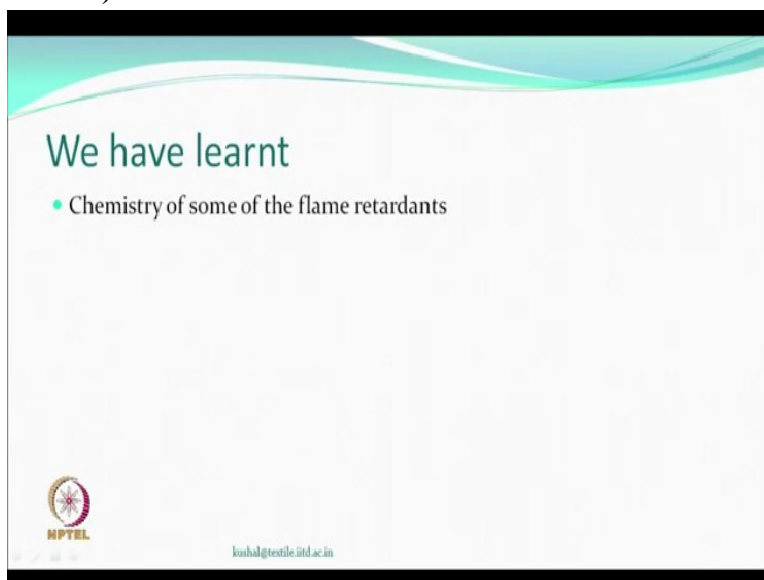 We have learnt
Chemistry of some of the flame retardants
NPTEL
kushal@textile.iitd.ac.in